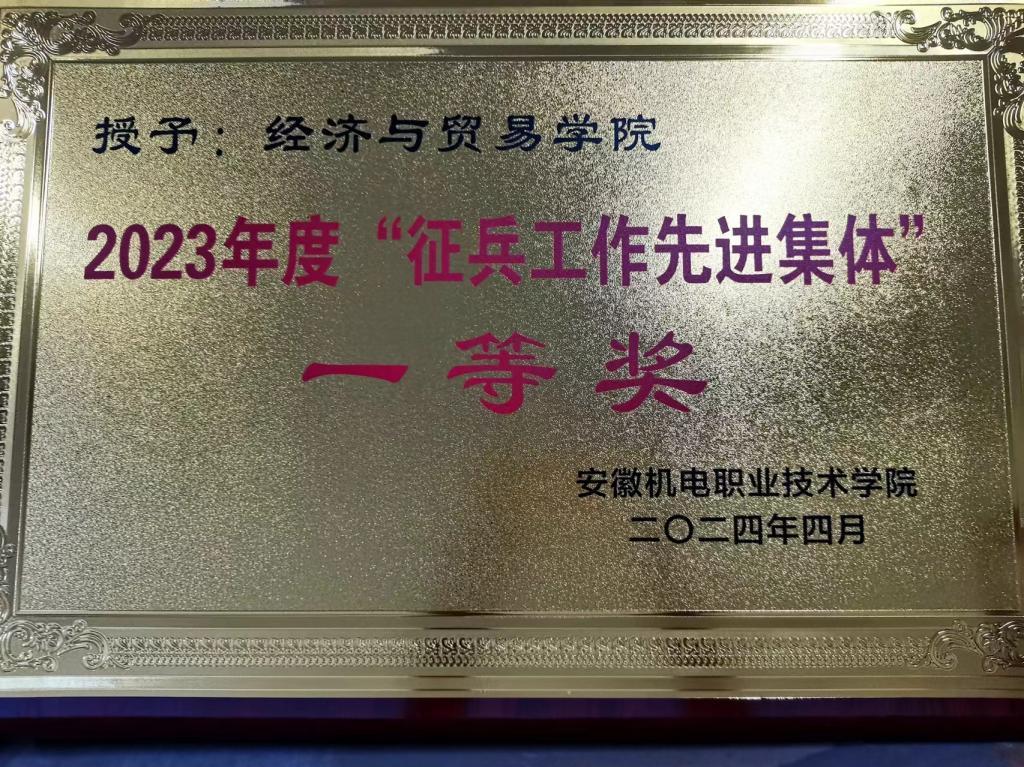 授予：经济与贸易学院
2023年度“征兵工作先进集体”
一等奖
安徽机电职业技术学院
二〇二四年四月